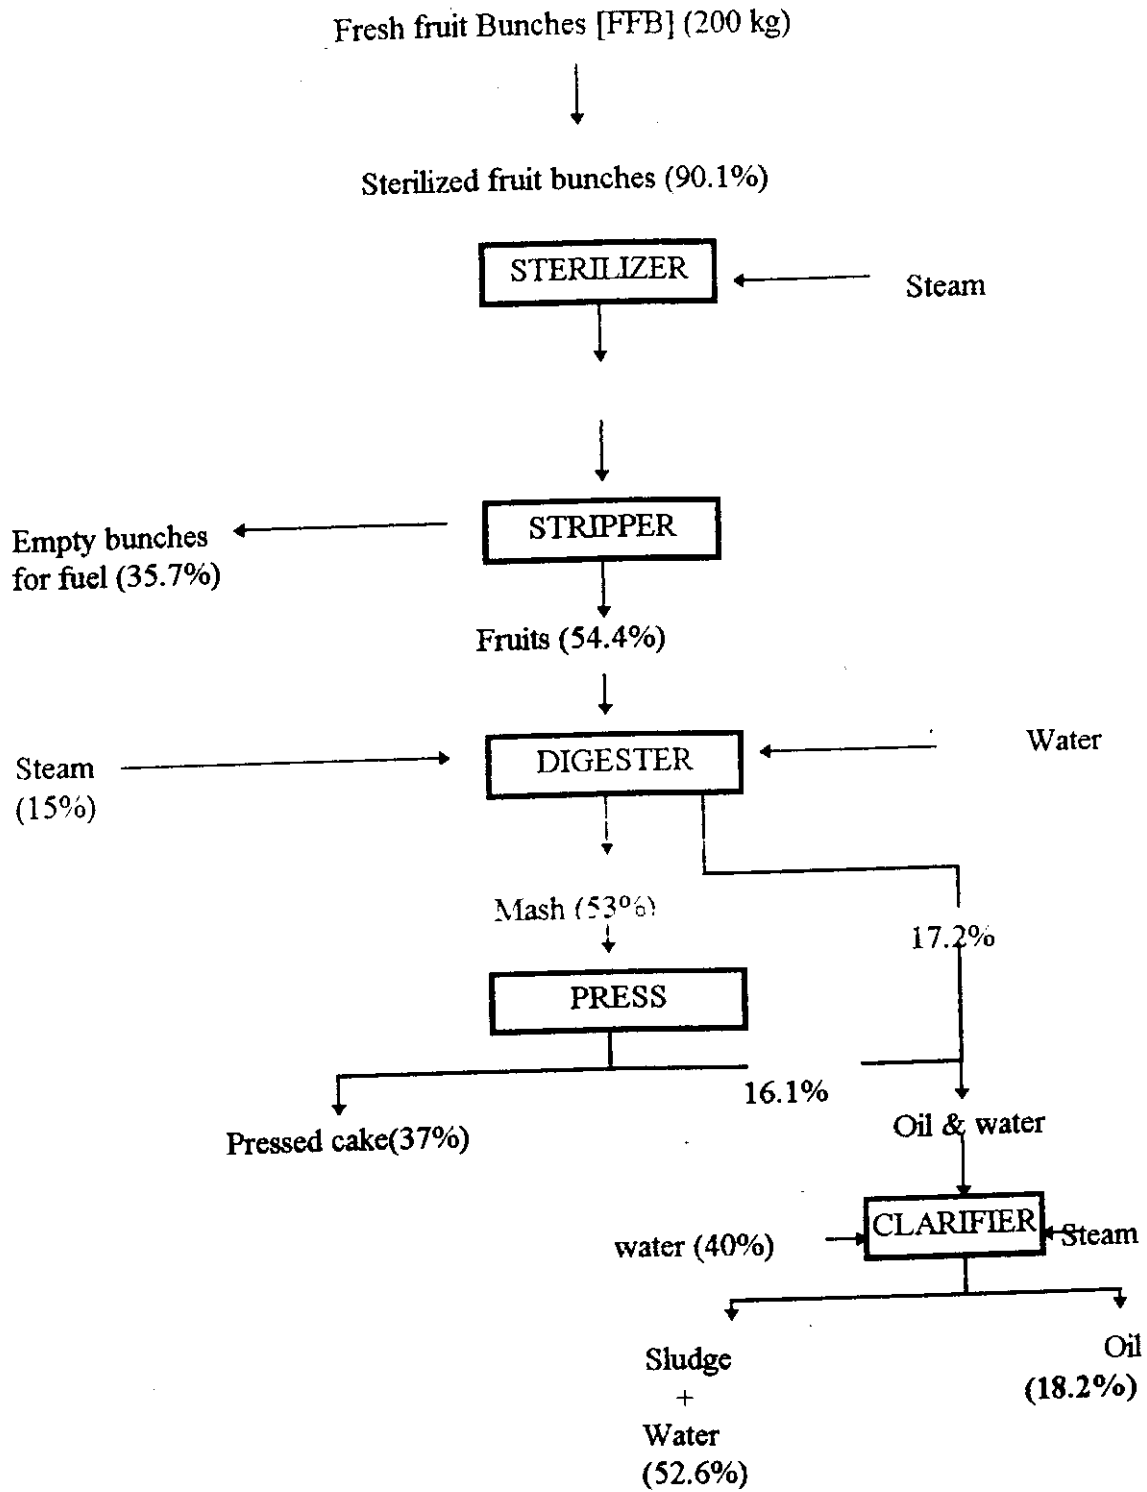 Fresh fruit Bunches [FFB] (200 kg)
Sterilized fruit bunches (90.1%)
STERILIZER
Steam
STRIPPER
Empty bunches
for fuel (35.7%)
Fruits (54.4%)
DIGESTER
Water
Steam
(15%)
Mash (53%)
17.2%
PRESS
16.1%
Pressed cake(37%)
Oil & water
CLARIFIER
water (40%)
Steam
Sludge
+
Water
(52.6%)
Oil
(18.2%)